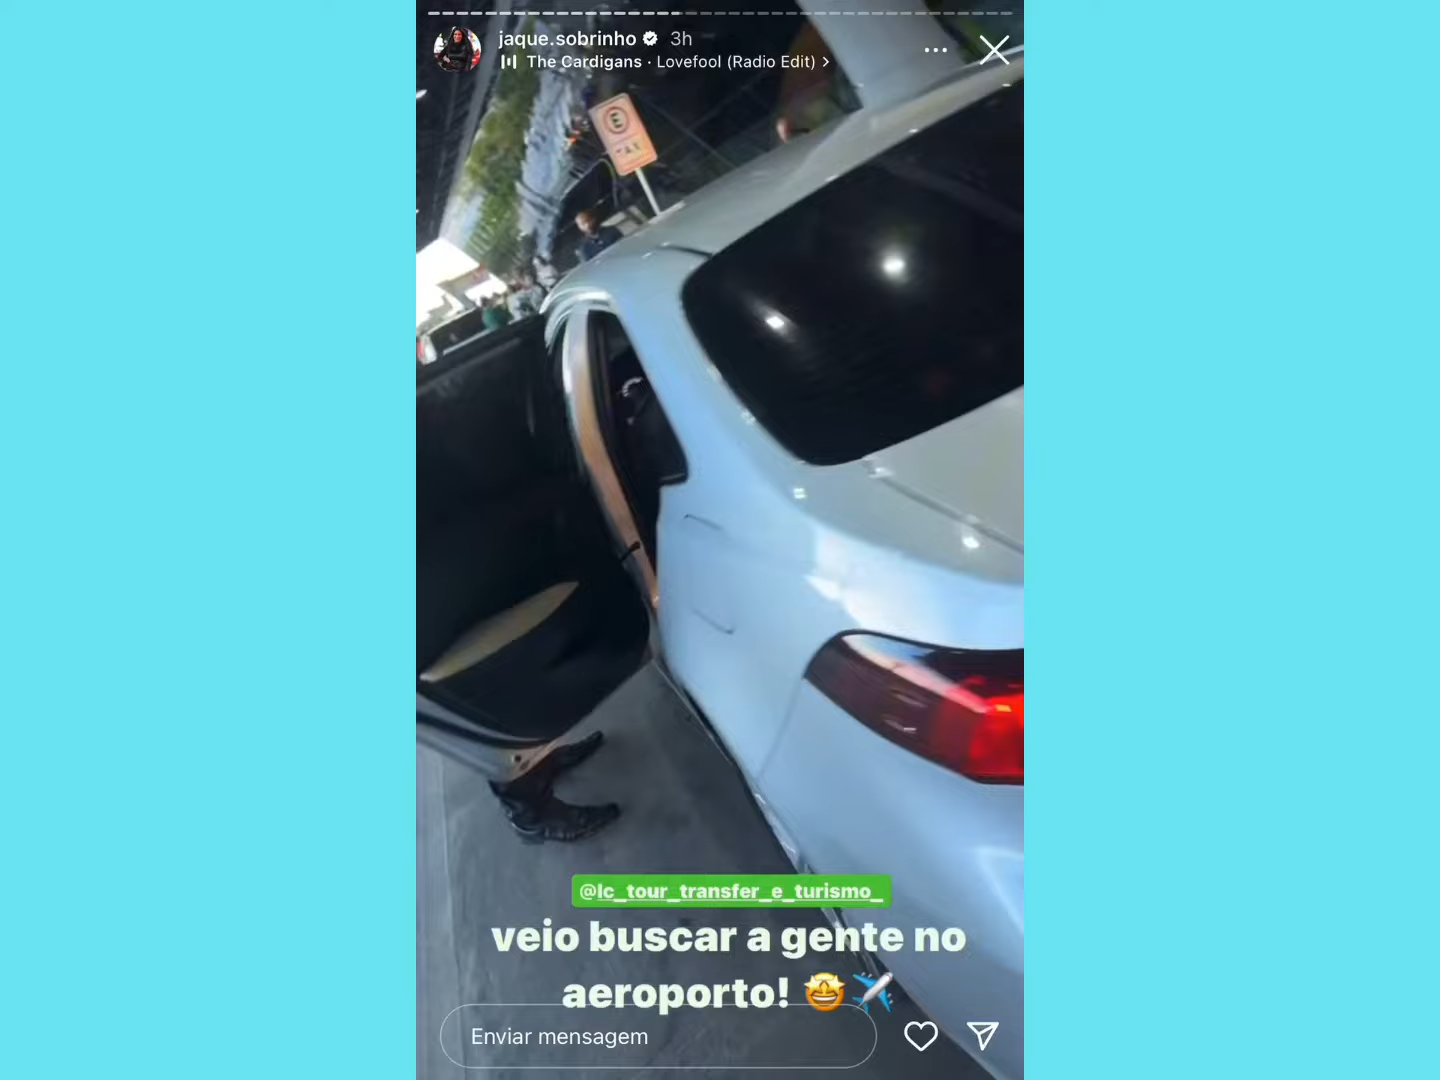 jaque.sobrinho 3h
The Cardigans · Lovefool (Radio Edit) >
E
@lc_tour_transfer_e_turismo_
veio buscar a gente no
aeroporto! 🤩✈️
Enviar mensagem